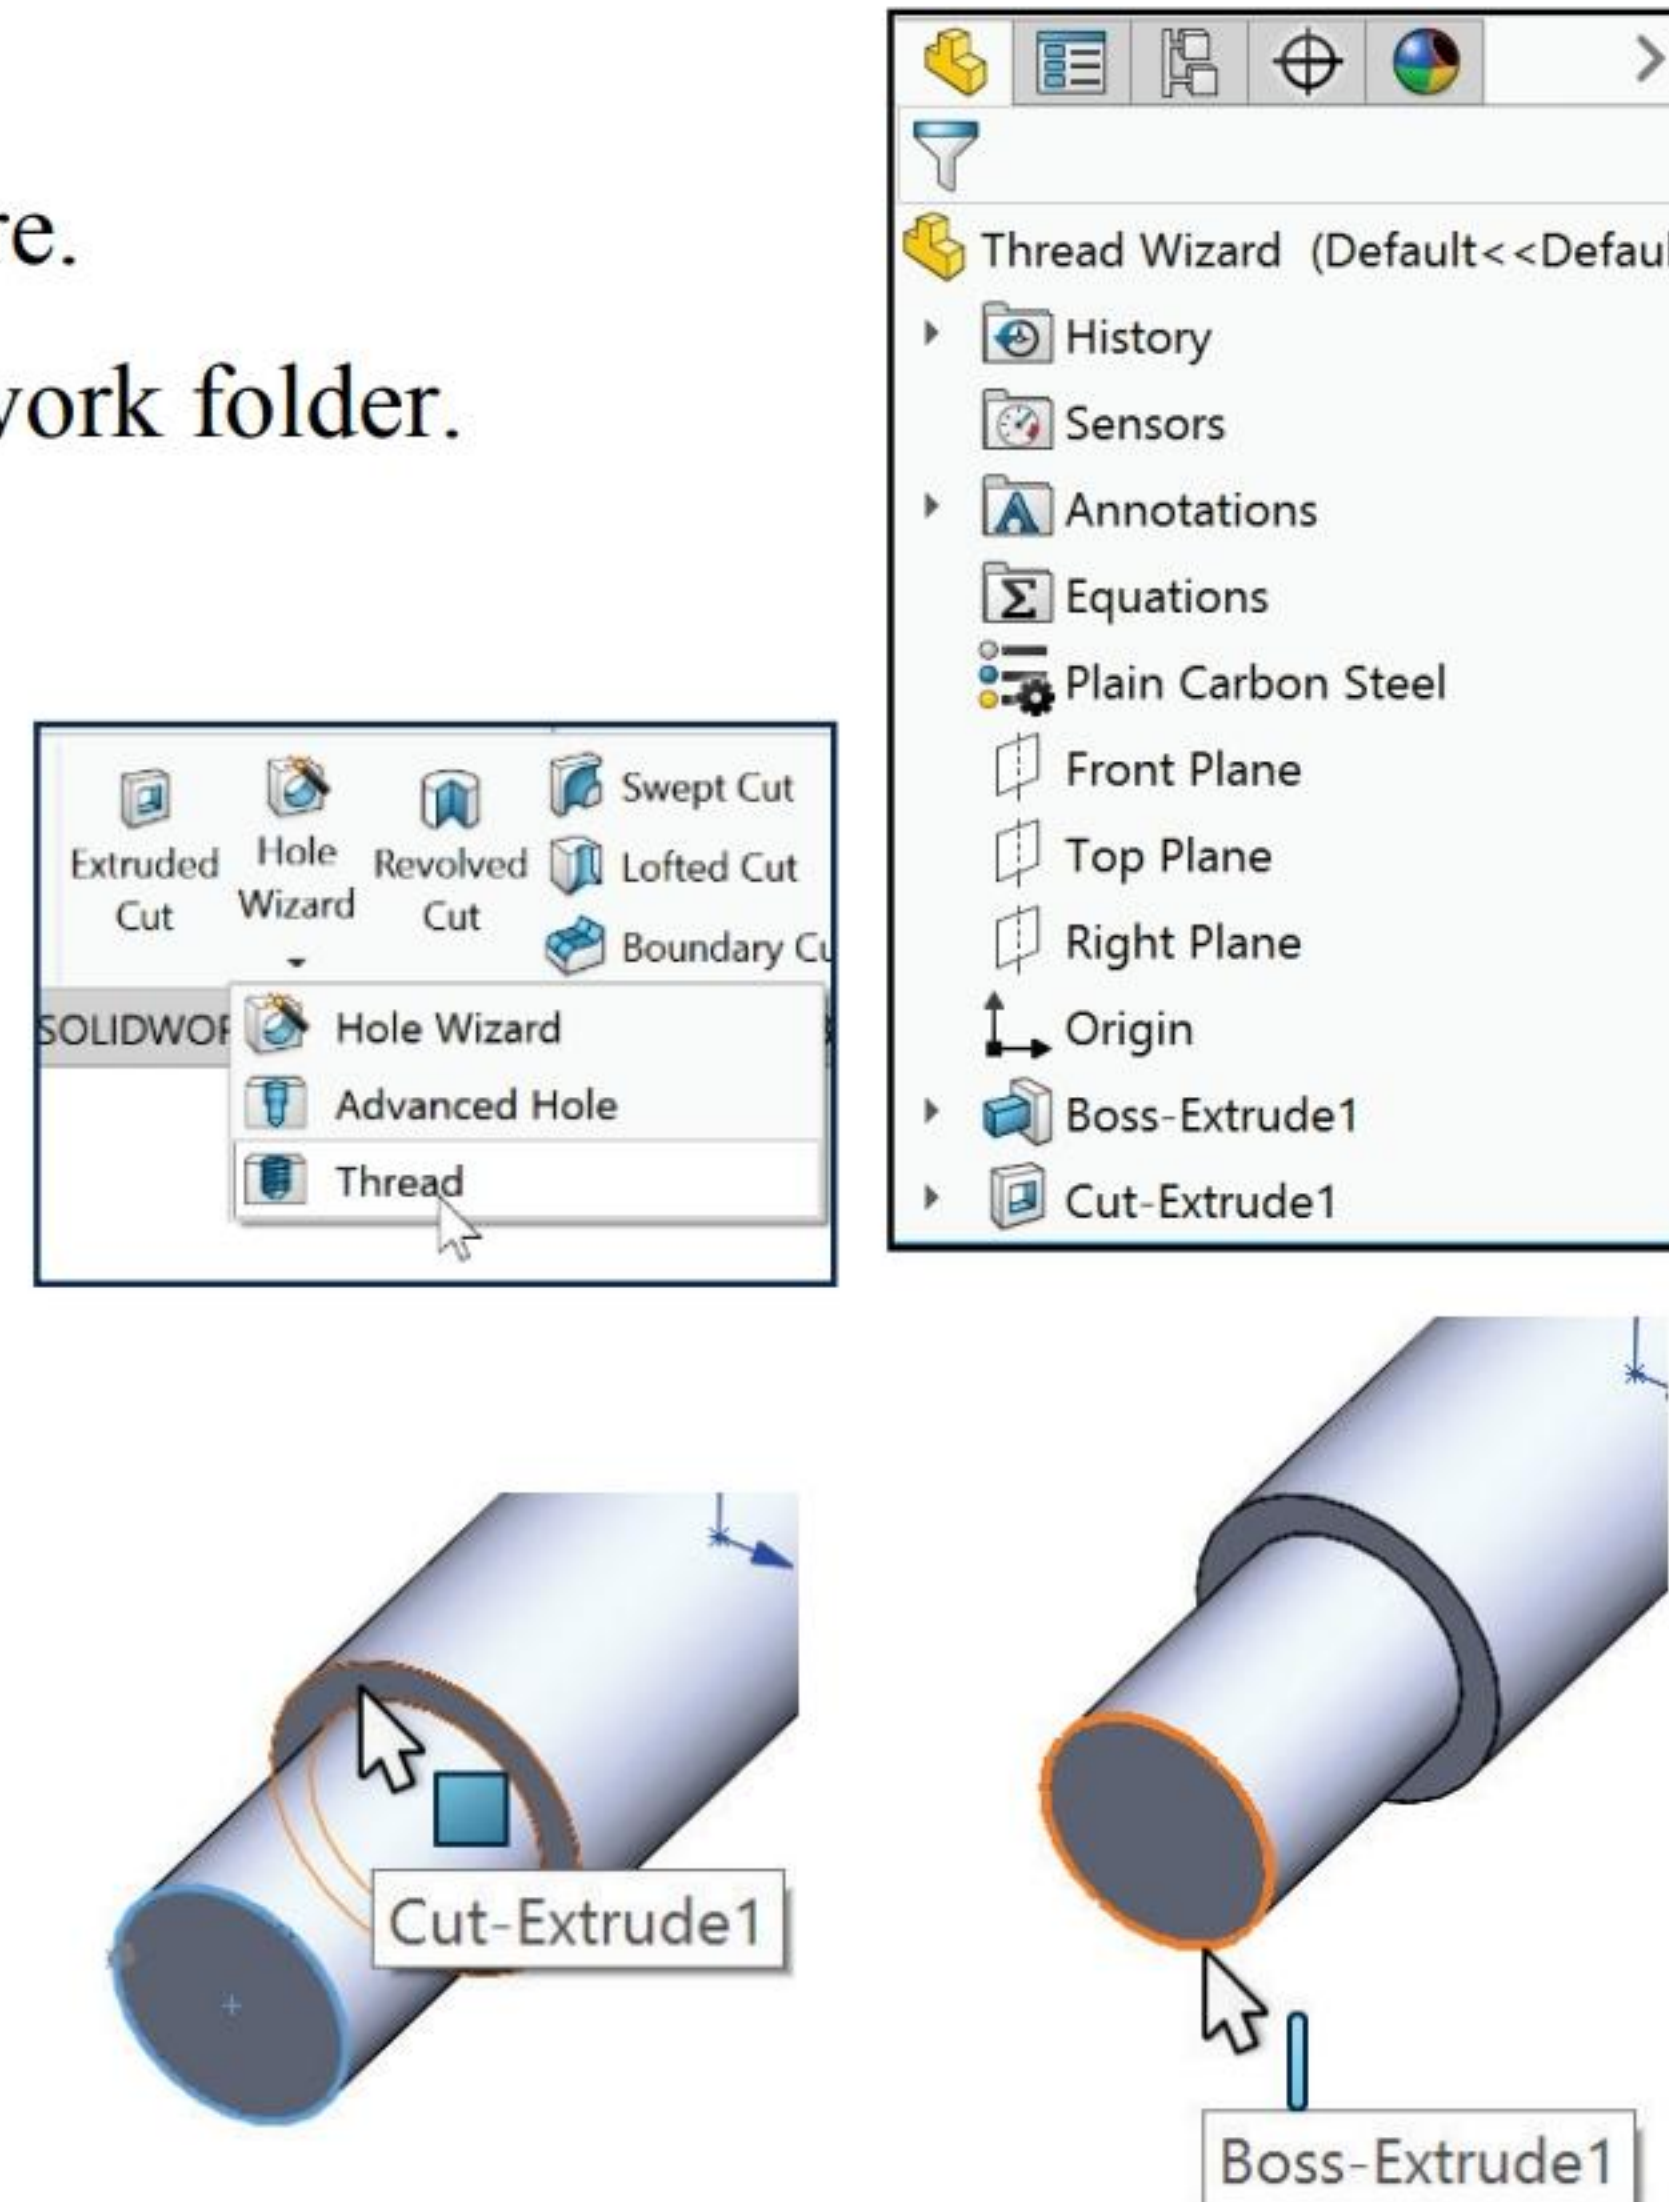 re.
work folder.
Thread Wizard (Default<<Defaul
History
Sensors
Annotations
Equations
Plain Carbon Steel
Front Plane
Top Plane
Right Plane
Origin
Boss-Extrude1
Cut-Extrude1
Extruded Cut
Hole Wizard
Revolved Cut
Swept Cut
Lofted Cut
Boundary Cu
SOLIDWOR
Hole Wizard
Advanced Hole
Thread
Cut-Extrude1
Boss-Extrude1